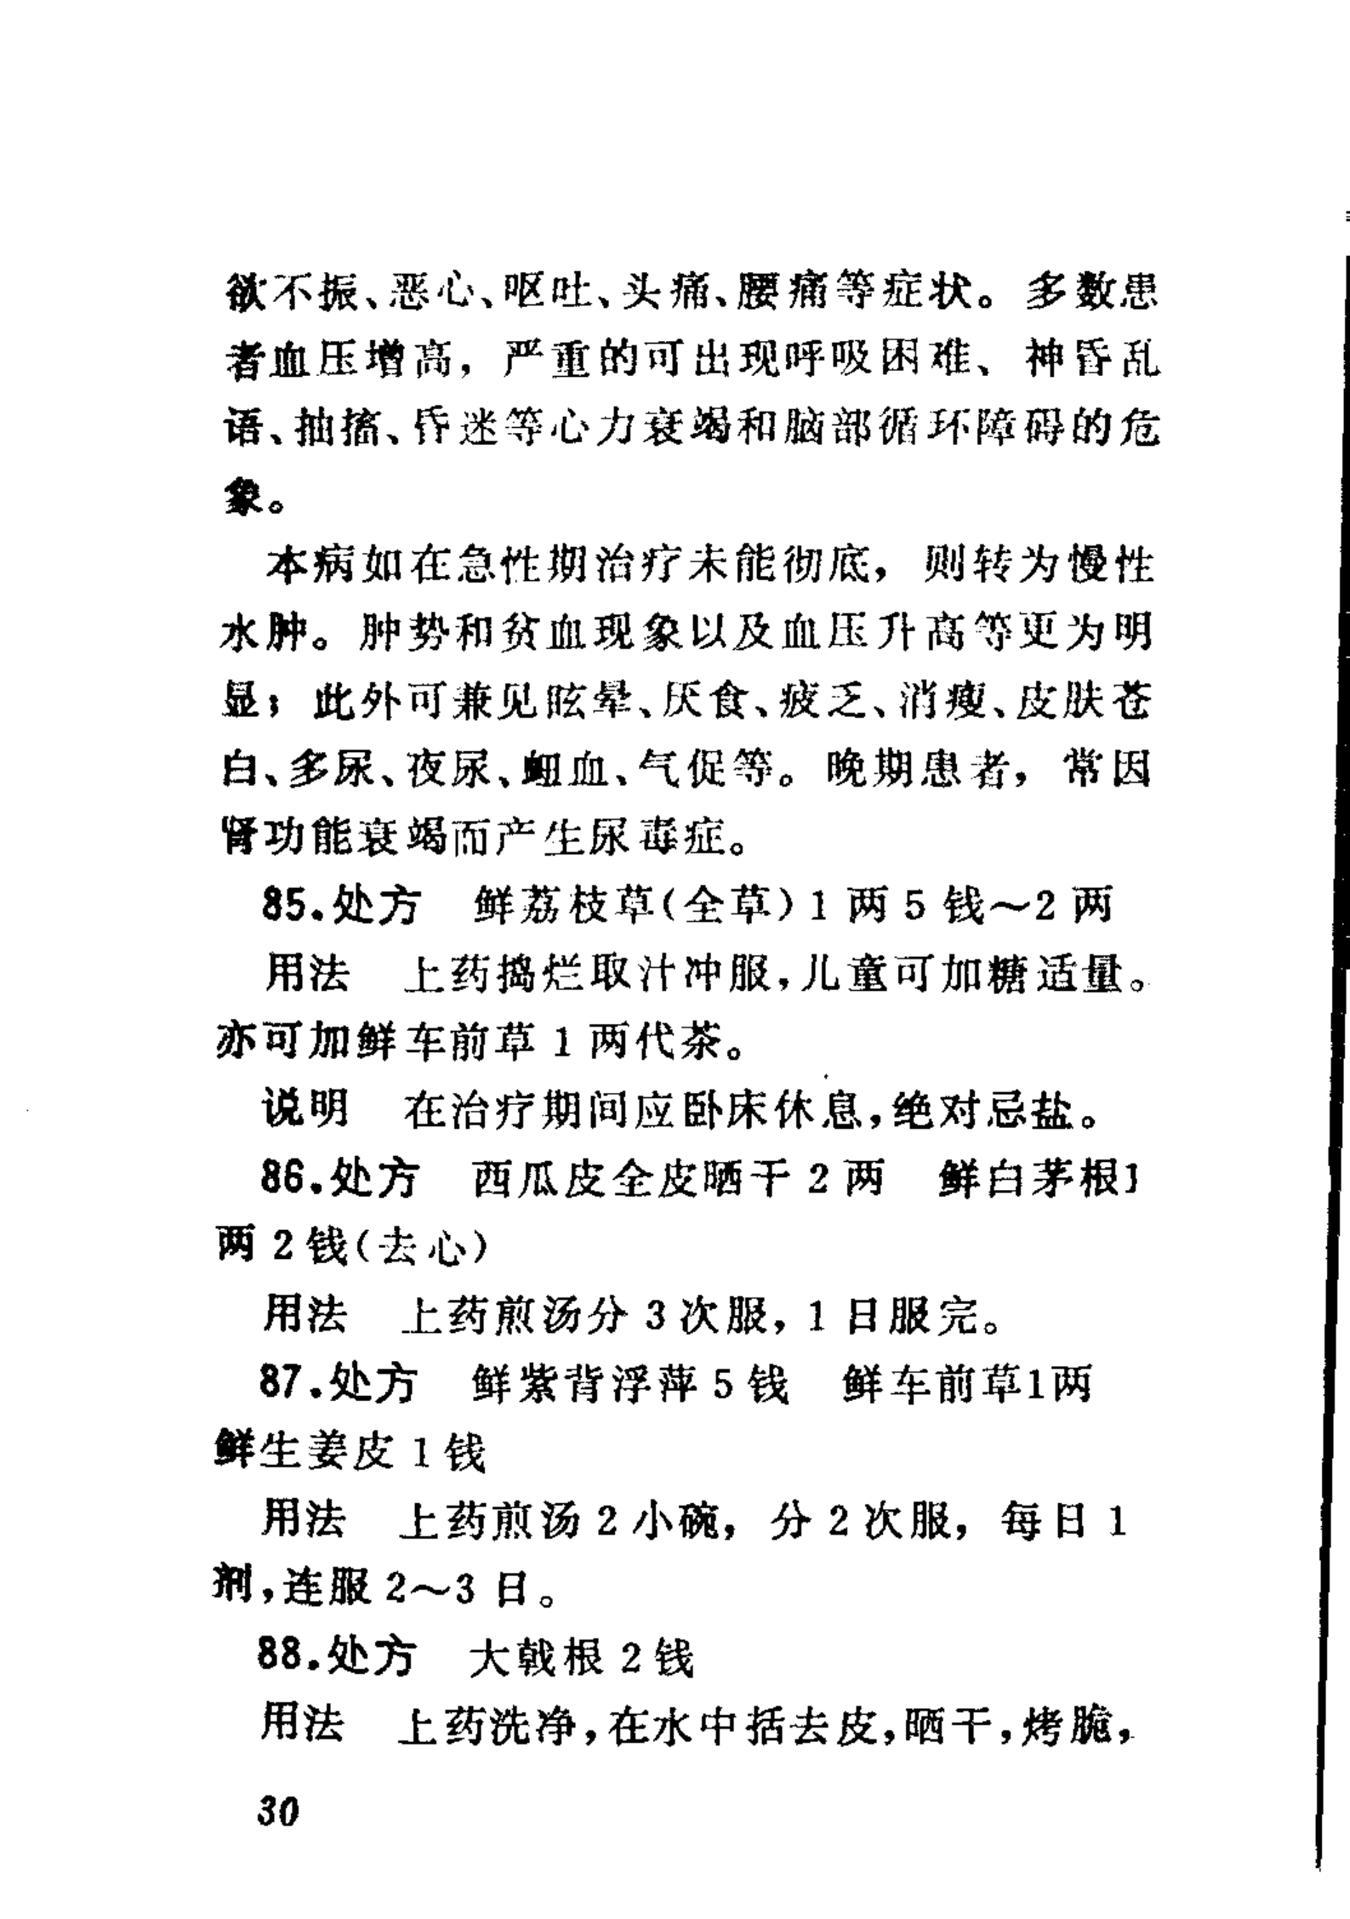 欲不振、恶心、呕吐、头痛、腰痛等症状。多数患
者血压增高，严重的可出现呼吸困难、神昏乱
语、抽搐、昏迷等心力衰竭和脑部循环障碍的危
象。
本病如在急性期治疗未能彻底，则转为慢性
水肿。肿势和贫血现象以及血压升高等更为明
显；此外可兼见眩晕、厌食、疲乏、消瘦、皮肤苍
白、多尿、夜尿、衄血、气促等。晚期患者，常因
肾功能衰竭而产生尿毒症。
85.处方 鲜荔枝草(全草)1两5钱～2两
用法 上药捣烂取汁冲服，儿童可加糖适量。
亦可加鲜车前草1两代茶。
说明 在治疗期间应卧床休息，绝对忌盐。
86.处方 西瓜皮全皮晒干2两 鲜白茅根1
两2钱(去心)
用法 上药煎汤分3次服，1日服完。
87.处方 鲜紫背浮萍5钱 鲜车前草1两
鲜生姜皮1钱
用法 上药煎汤2小碗，分2次服，每日1
剂，连服2～3日。
88.处方 大戟根2钱
用法 上药洗净，在水中括去皮，晒干，烤脆，
30